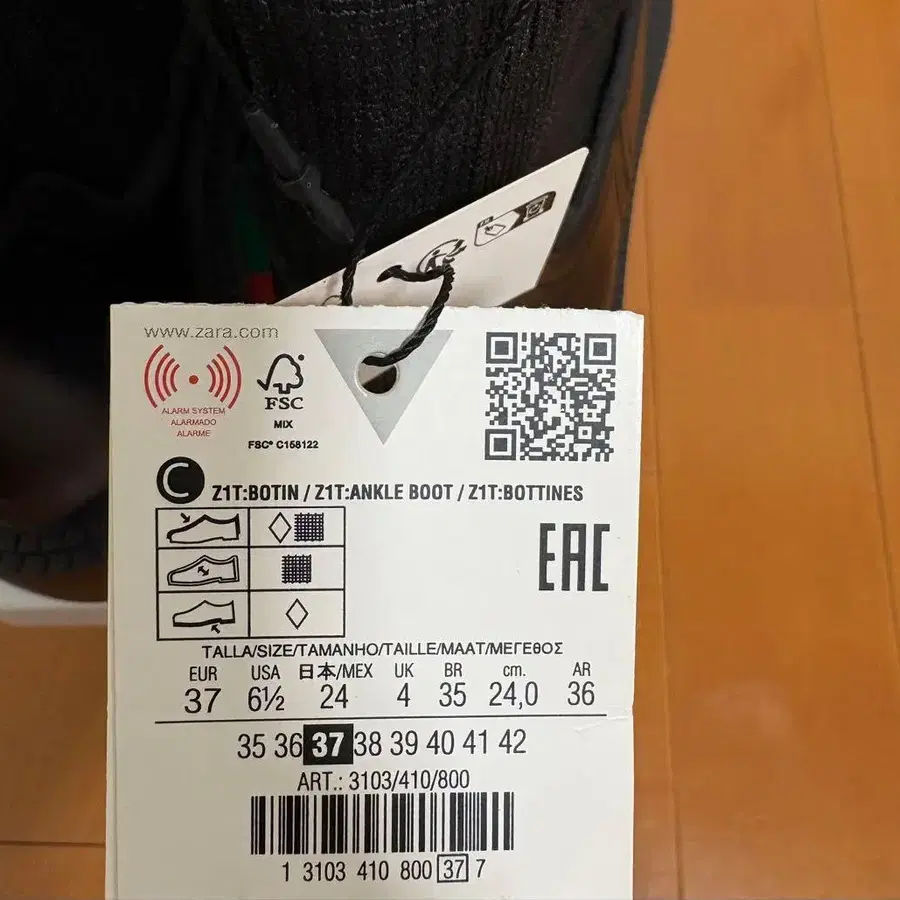 www.zara.com
ALARM SYSTEM
ALARMADO
ALARME
FSC
MIX
FSC® C158122
C
Z1T:BOTIN / Z1T:ANKLE BOOT / Z1T:BOTTINES
EAC
TALLA/SIZE/TAMANHO/TAILLE/MAAT/ΜΕΓΕΘΟΣ
EUR USA 日本/MEX UK BR cm. AR
37 6½ 24 4 35 24,0 36
35 36 37 38 39 40 41 42
ART.: 3103/410/800
1 3103 410 800 37 7